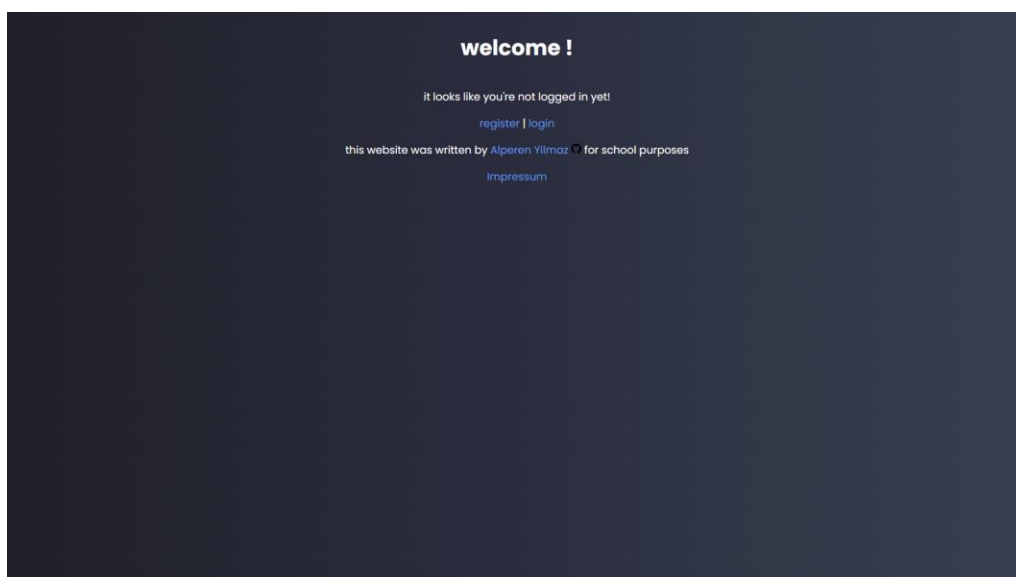 welcome !
it looks like you're not logged in yet!
register | login
this website was written by Alperen Yilmaz for school purposes
Impressum